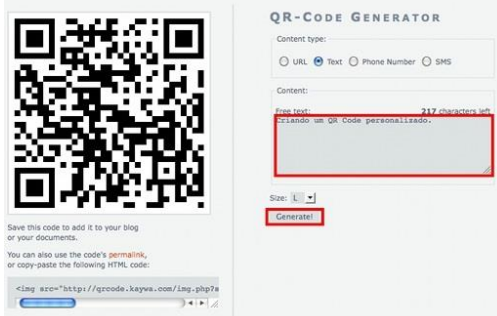 QR-CODE GENERATOR
Content type:
URL Text Phone Number SMS
Content:
Free text: 217 characters left
Criando um QR Code personalizado.
Size: L
Generate!
Save this code to add it to your blog
or your documents.
You can also use the code's permalink,
or copy-paste the following HTML code:
<img src="http://qrcode.kaywa.com/img.php?s